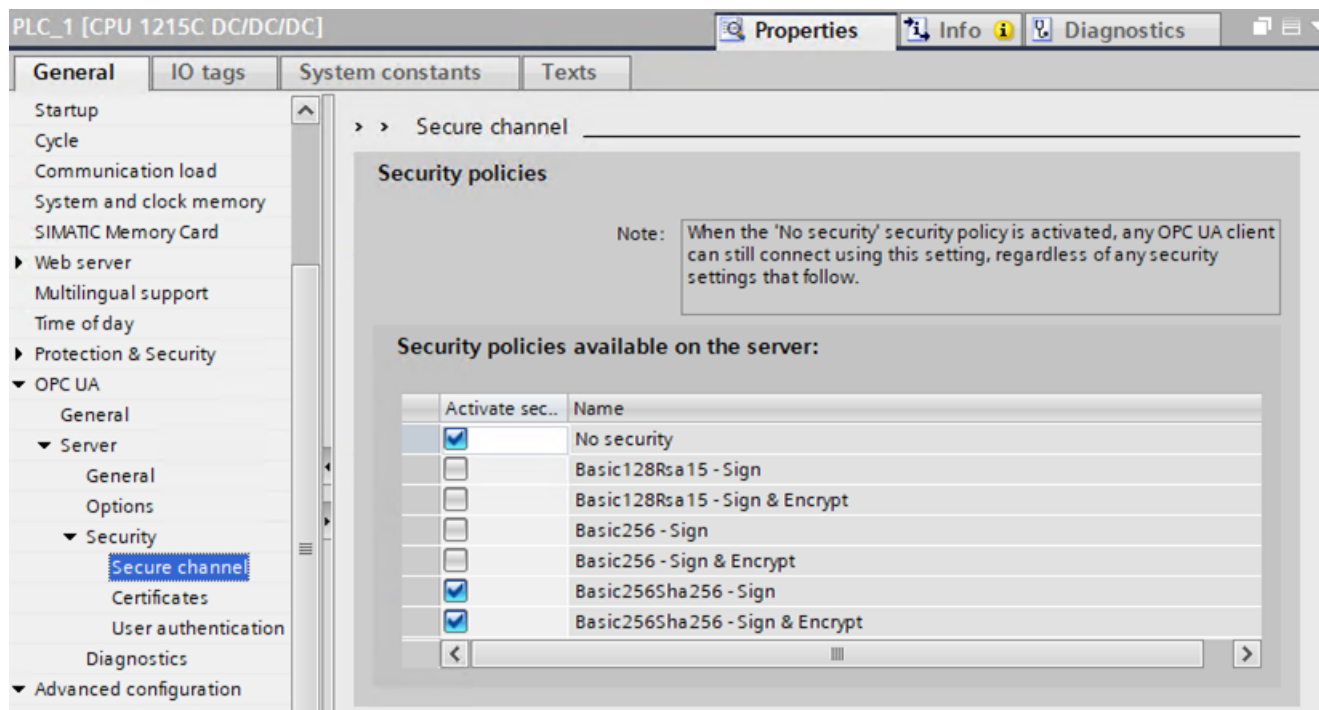 PLC_1 [CPU 1215C DC/DC/DC]
Properties
Info
Diagnostics
General
IO tags
System constants
Texts
Startup
Cycle
Communication load
System and clock memory
SIMATIC Memory Card
Web server
Multilingual support
Time of day
Protection & Security
OPC UA
General
Server
General
Options
Security
Secure channel
Certificates
User authentication
Diagnostics
Advanced configuration
> > Secure channel
Security policies
Note:
When the 'No security' security policy is activated, any OPC UA client
can still connect using this setting, regardless of any security
settings that follow.
Security policies available on the server:
Activate sec... Name
No security
Basic128Rsa15 - Sign
Basic128Rsa15 - Sign & Encrypt
Basic256 - Sign
Basic256 - Sign & Encrypt
Basic256Sha256 - Sign
Basic256Sha256 - Sign & Encrypt